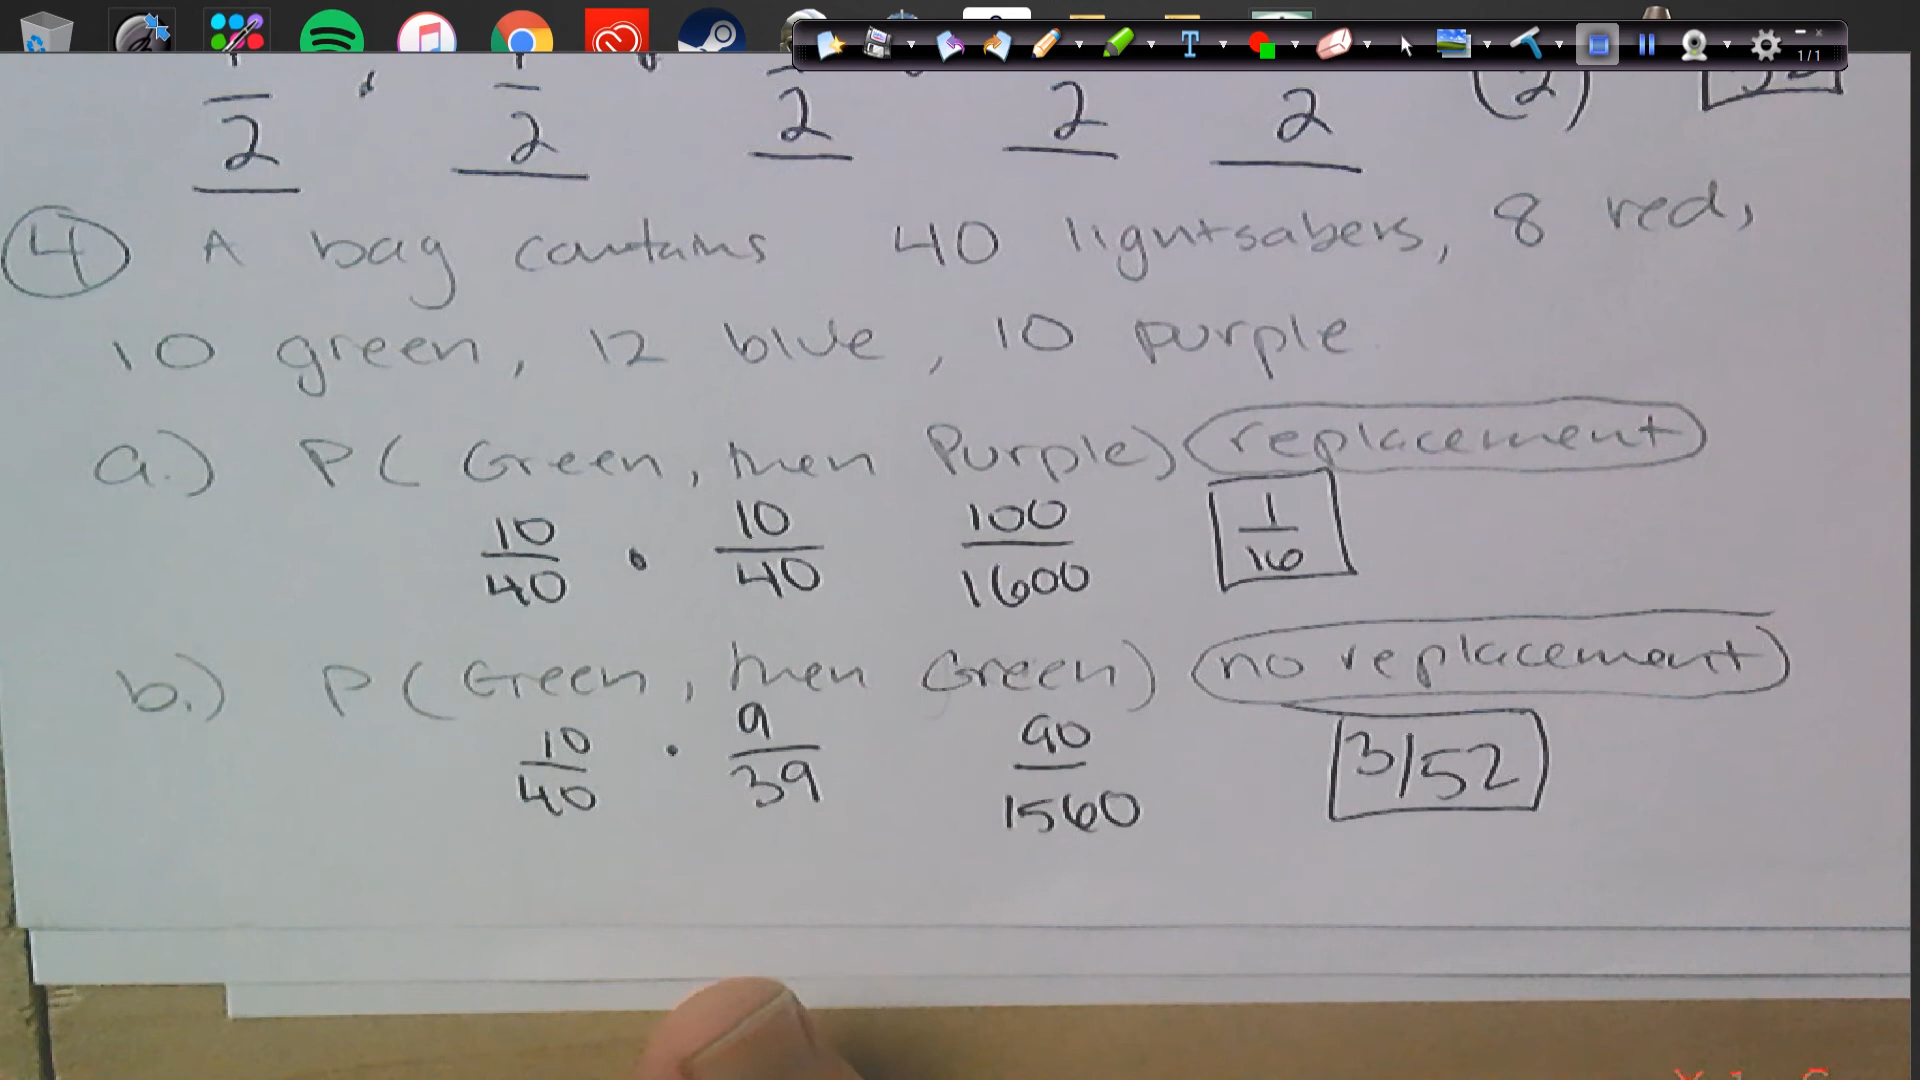 1/1
2 2 2 2 2 (2)
4 A bag contains 40 lightsabers, 8 red,
10 green, 12 blue, 10 purple
a.) P( Green, then Purple) replacement
10/40 · 10/40 100/1600 1/16
b.) P( Green, then Green) no replacement
10/40 · 9/39 90/1560 3/52